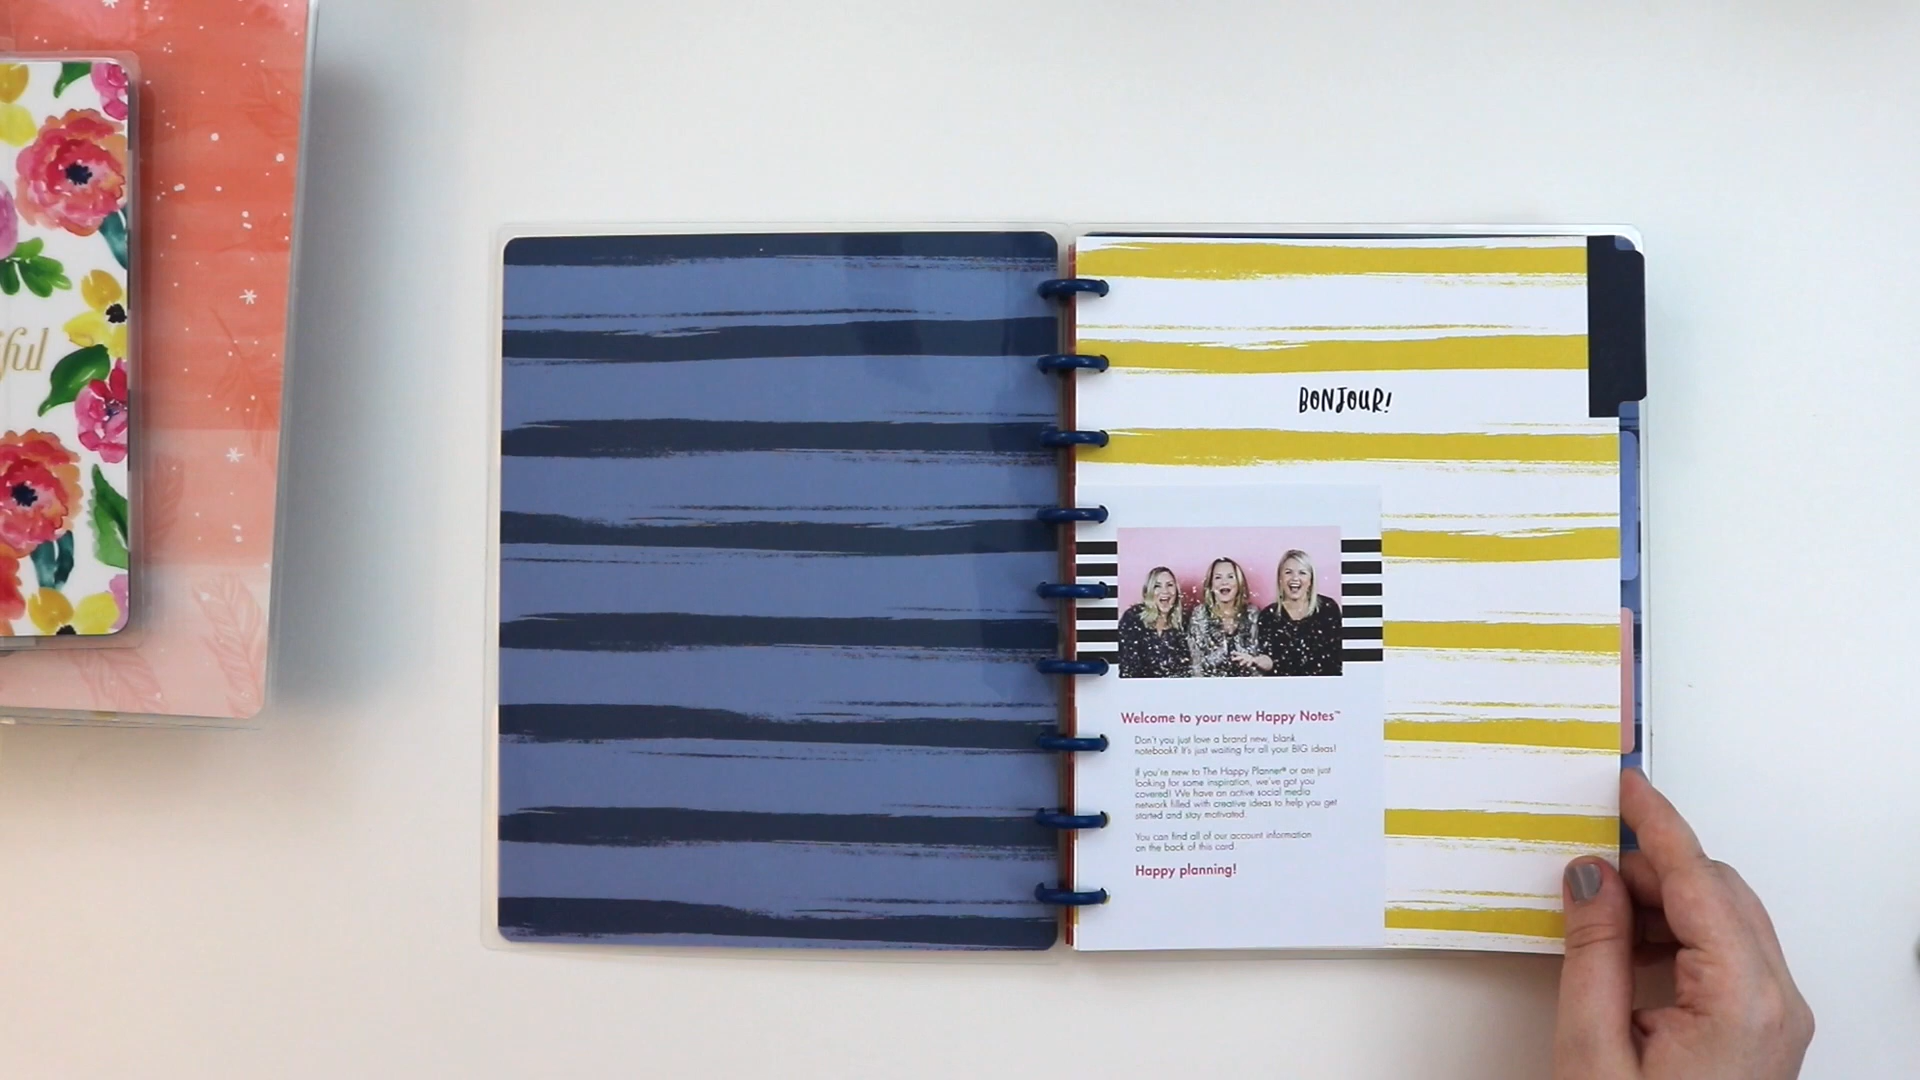 iful
BONJOUR!
Welcome to your new Happy Notes™
Don't you just love a brand new, blank
notebook? It's just waiting for all your BIG ideas!
If you're new to The Happy Planner® or are just
looking for some inspiration, we've got you
covered! We have an active social media
network filled with creative ideas to help you get
started and stay motivated.
You can find all of our account information
on the back of this card.
Happy planning!